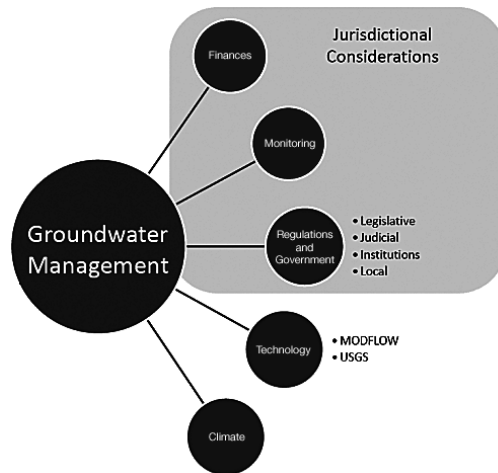 Jurisdictional
Considerations
Finances
Monitoring
Groundwater
Management
Regulations
and
Government
• Legislative
• Judicial
• Institutions
• Local
Technology
• MODFLOW
• USGS
Climate